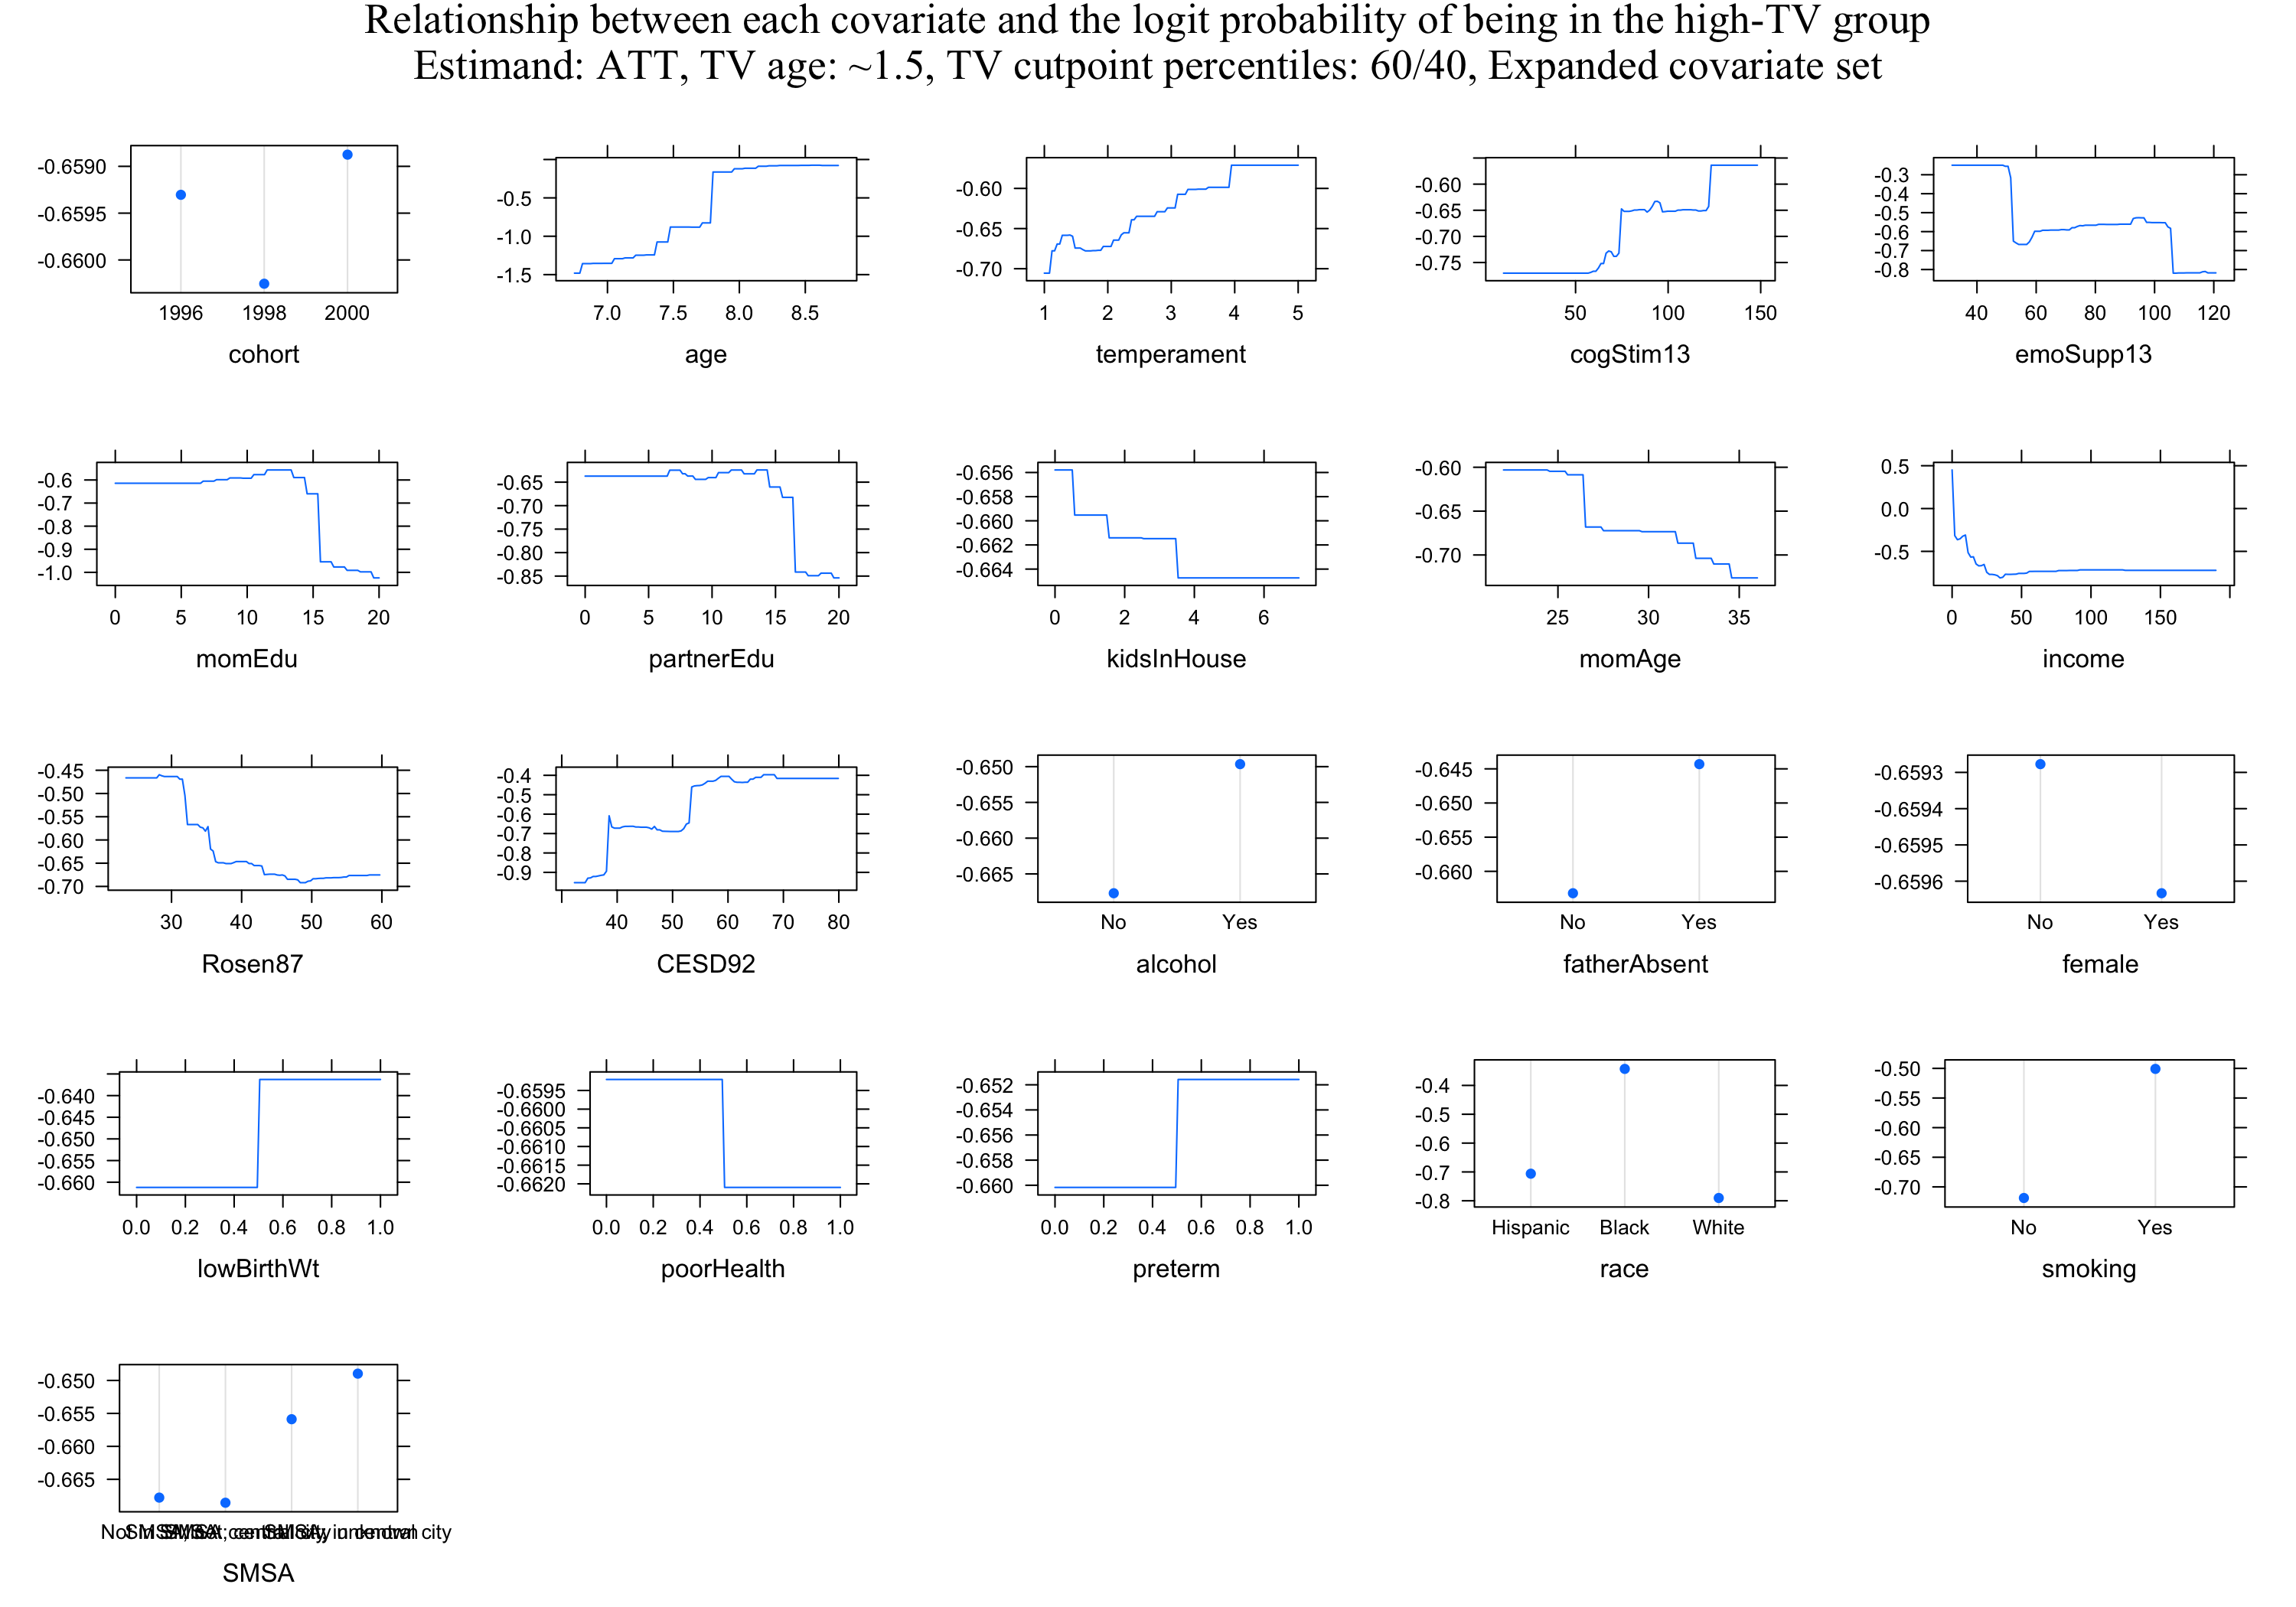 Relationship between each covariate and the logit probability of being in the high-TV group
Estimand: ATT, TV age: ~1.5, TV cutpoint percentiles: 60/40, Expanded covariate set
-0.6590
-0.6595
-0.6600
1996 1998 2000
cohort
-0.5
-1.0
-1.5
7.0 7.5 8.0 8.5
age
-0.60
-0.65
-0.70
1 2 3 4 5
temperament
-0.60
-0.65
-0.70
-0.75
50 100 150
cogStim13
-0.3
-0.4
-0.5
-0.6
-0.7
-0.8
40 60 80 100 120
emoSupp13
-0.6
-0.7
-0.8
-0.9
-1.0
0 5 10 15 20
momEdu
-0.65
-0.70
-0.75
-0.80
-0.85
0 5 10 15 20
partnerEdu
-0.656
-0.658
-0.660
-0.662
-0.664
0 2 4 6
kidsInHouse
-0.60
-0.65
-0.70
25 30 35
momAge
0.5
0.0
-0.5
0 50 100 150
income
-0.45
-0.50
-0.55
-0.60
-0.65
-0.70
30 40 50 60
Rosen87
-0.4
-0.5
-0.6
-0.7
-0.8
-0.9
40 50 60 70 80
CESD92
-0.650
-0.655
-0.660
-0.665
No Yes
alcohol
-0.645
-0.650
-0.655
-0.660
No Yes
fatherAbsent
-0.6593
-0.6594
-0.6595
-0.6596
No Yes
female
-0.640
-0.645
-0.650
-0.655
-0.660
0.0 0.2 0.4 0.6 0.8 1.0
lowBirthWt
-0.6595
-0.6600
-0.6605
-0.6610
-0.6615
-0.6620
0.0 0.2 0.4 0.6 0.8 1.0
poorHealth
-0.652
-0.654
-0.656
-0.658
-0.660
0.0 0.2 0.4 0.6 0.8 1.0
preterm
-0.4
-0.5
-0.6
-0.7
-0.8
Hispanic Black White
race
-0.50
-0.55
-0.60
-0.65
-0.70
No Yes
smoking
-0.650
-0.655
-0.660
-0.665
SMSA